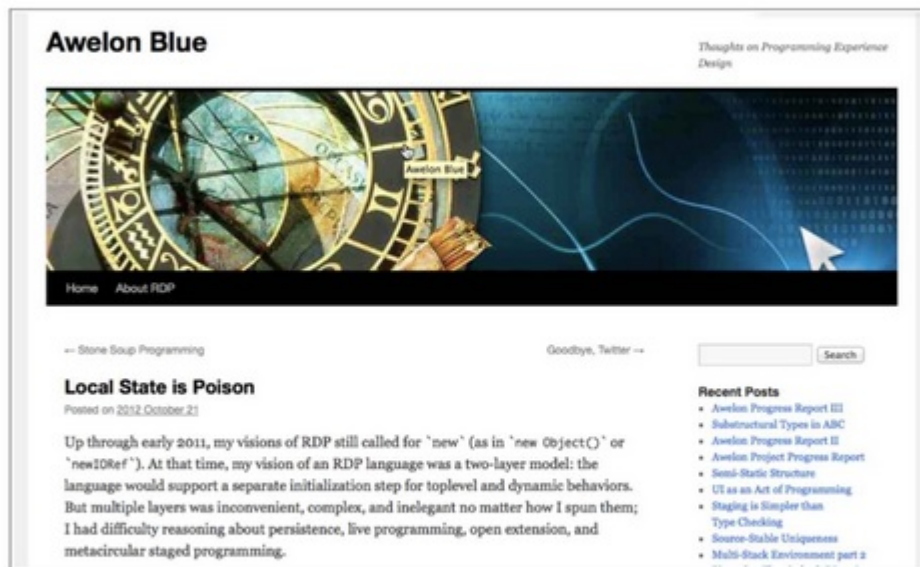 Awelon Blue
Thoughts on Programming Experience
Design
Awelon Blue
Home About RDP
← Stone Soup Programming
Goodbye, Twitter →
Search
Local State is Poison
Posted on 2012 October 21
Up through early 2011, my visions of RDP still called for `new` (as in `new Object()` or
`newIORef`). At that time, my vision of an RDP language was a two-layer model: the
language would support a separate initialization step for toplevel and dynamic behaviors.
But multiple layers was inconvenient, complex, and inelegant no matter how I spun them;
I had difficulty reasoning about persistence, live programming, open extension, and
metacircular staged programming.
Recent Posts
Awelon Progress Report III
Substructural Types in ABC
Awelon Progress Report II
Awelon Project Progress Report
Semi-Static Structure
UI as an Act of Programming
Staging is Simpler than
Type Checking
Source-Stable Uniqueness
Multi-Stack Environment part 2